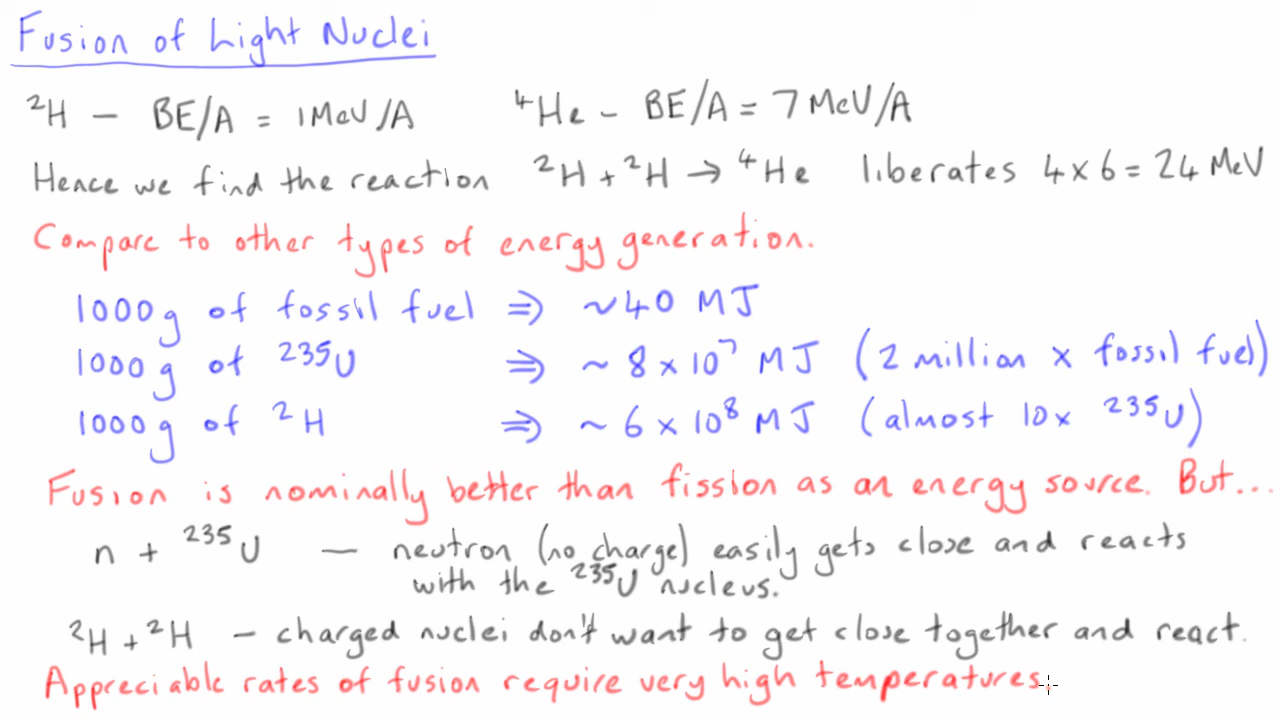 Fusion of Light Nuclei
²H — BE/A = 1MeV/A ⁴He - BE/A = 7 MeV/A
Hence we find the reaction ²H + ²H → ⁴He liberates 4 x 6 = 24 MeV
Compare to other types of energy generation.
1000g of fossil fuel ⇒ ~40 MJ
1000g of ²³⁵U ⇒ ~ 8 x 10⁷ MJ (2 million x fossil fuel)
1000g of ²H ⇒ ~ 6 x 10⁸ MJ (almost 10x ²³⁵U)
Fusion is nominally better than fission as an energy source. But...
n + ²³⁵U — neutron (no charge) easily gets close and reacts
with the ²³⁵U nucleus.
²H + ²H - charged nuclei don't want to get close together and react.
Appreciable rates of fusion require very high temperatures.